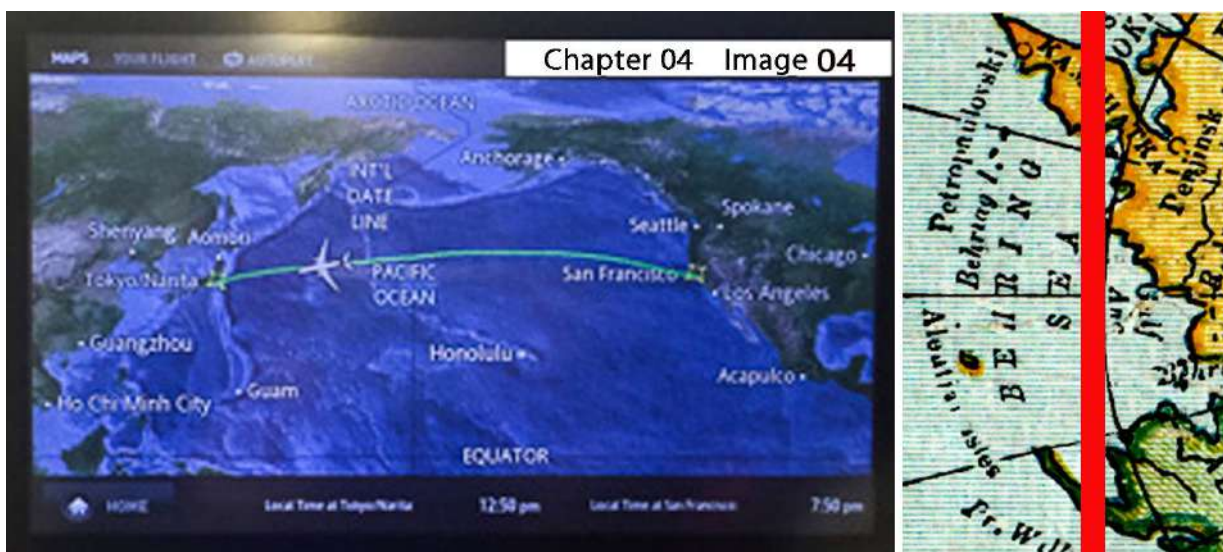 MAPS YOUR FLIGHT AUTOPLAY
Chapter 04 Image 04
ARCTIC OCEAN
Anchorage
INT'L
DATE
LINE
Seattle
Spokane
Shenyang
Aomori
Chicago
Tokyo/Narita
PACIFIC
OCEAN
San Francisco
Los Angeles
Guangzhou
Honolulu
Acapulco
Guam
Ho Chi Minh City
EQUATOR
HOME Local Time at Tokyo/Narita 12:50 pm Local Time at San Francisco 7:50 pm
Petropaulovski
Behring I.
BEHRING
SEA
Penjinsk
Isles